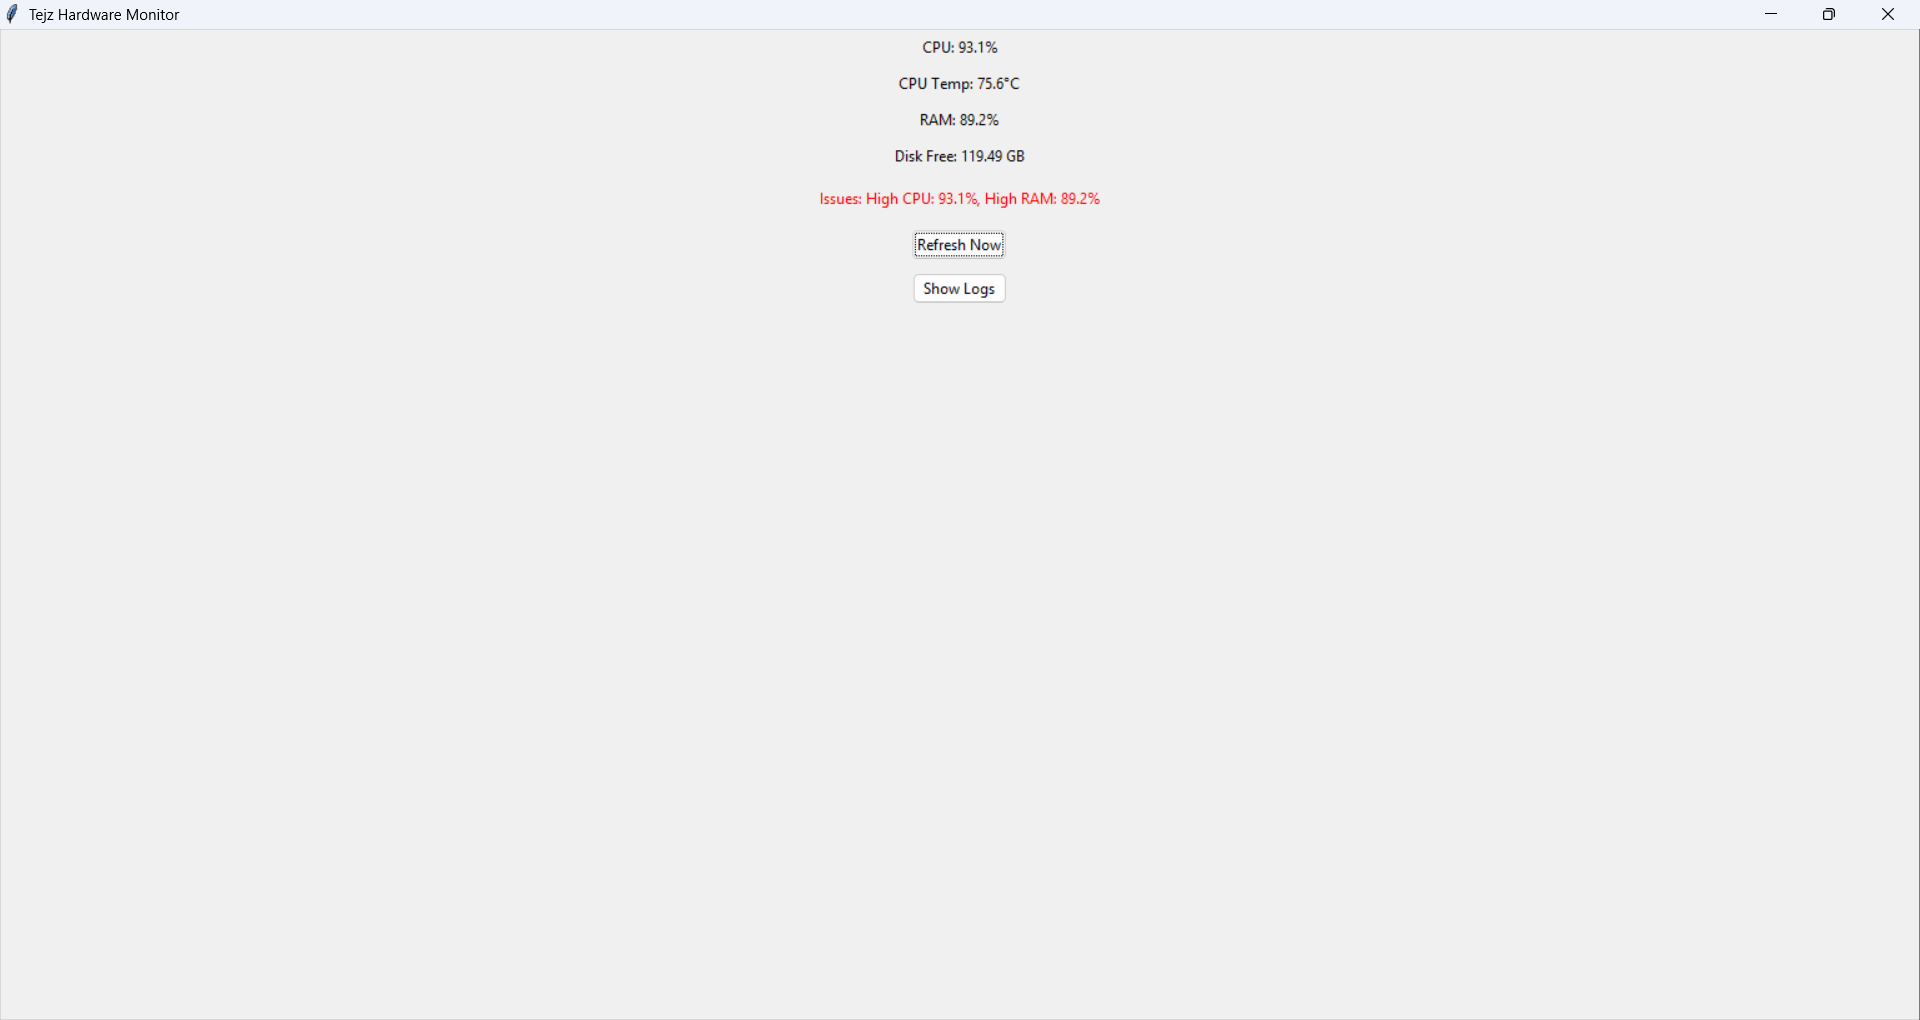 Tejz Hardware Monitor
CPU: 93.1%
CPU Temp: 75.6°C
RAM: 89.2%
Disk Free: 119.49 GB
Issues: High CPU: 93.1%, High RAM: 89.2%
Refresh Now
Show Logs